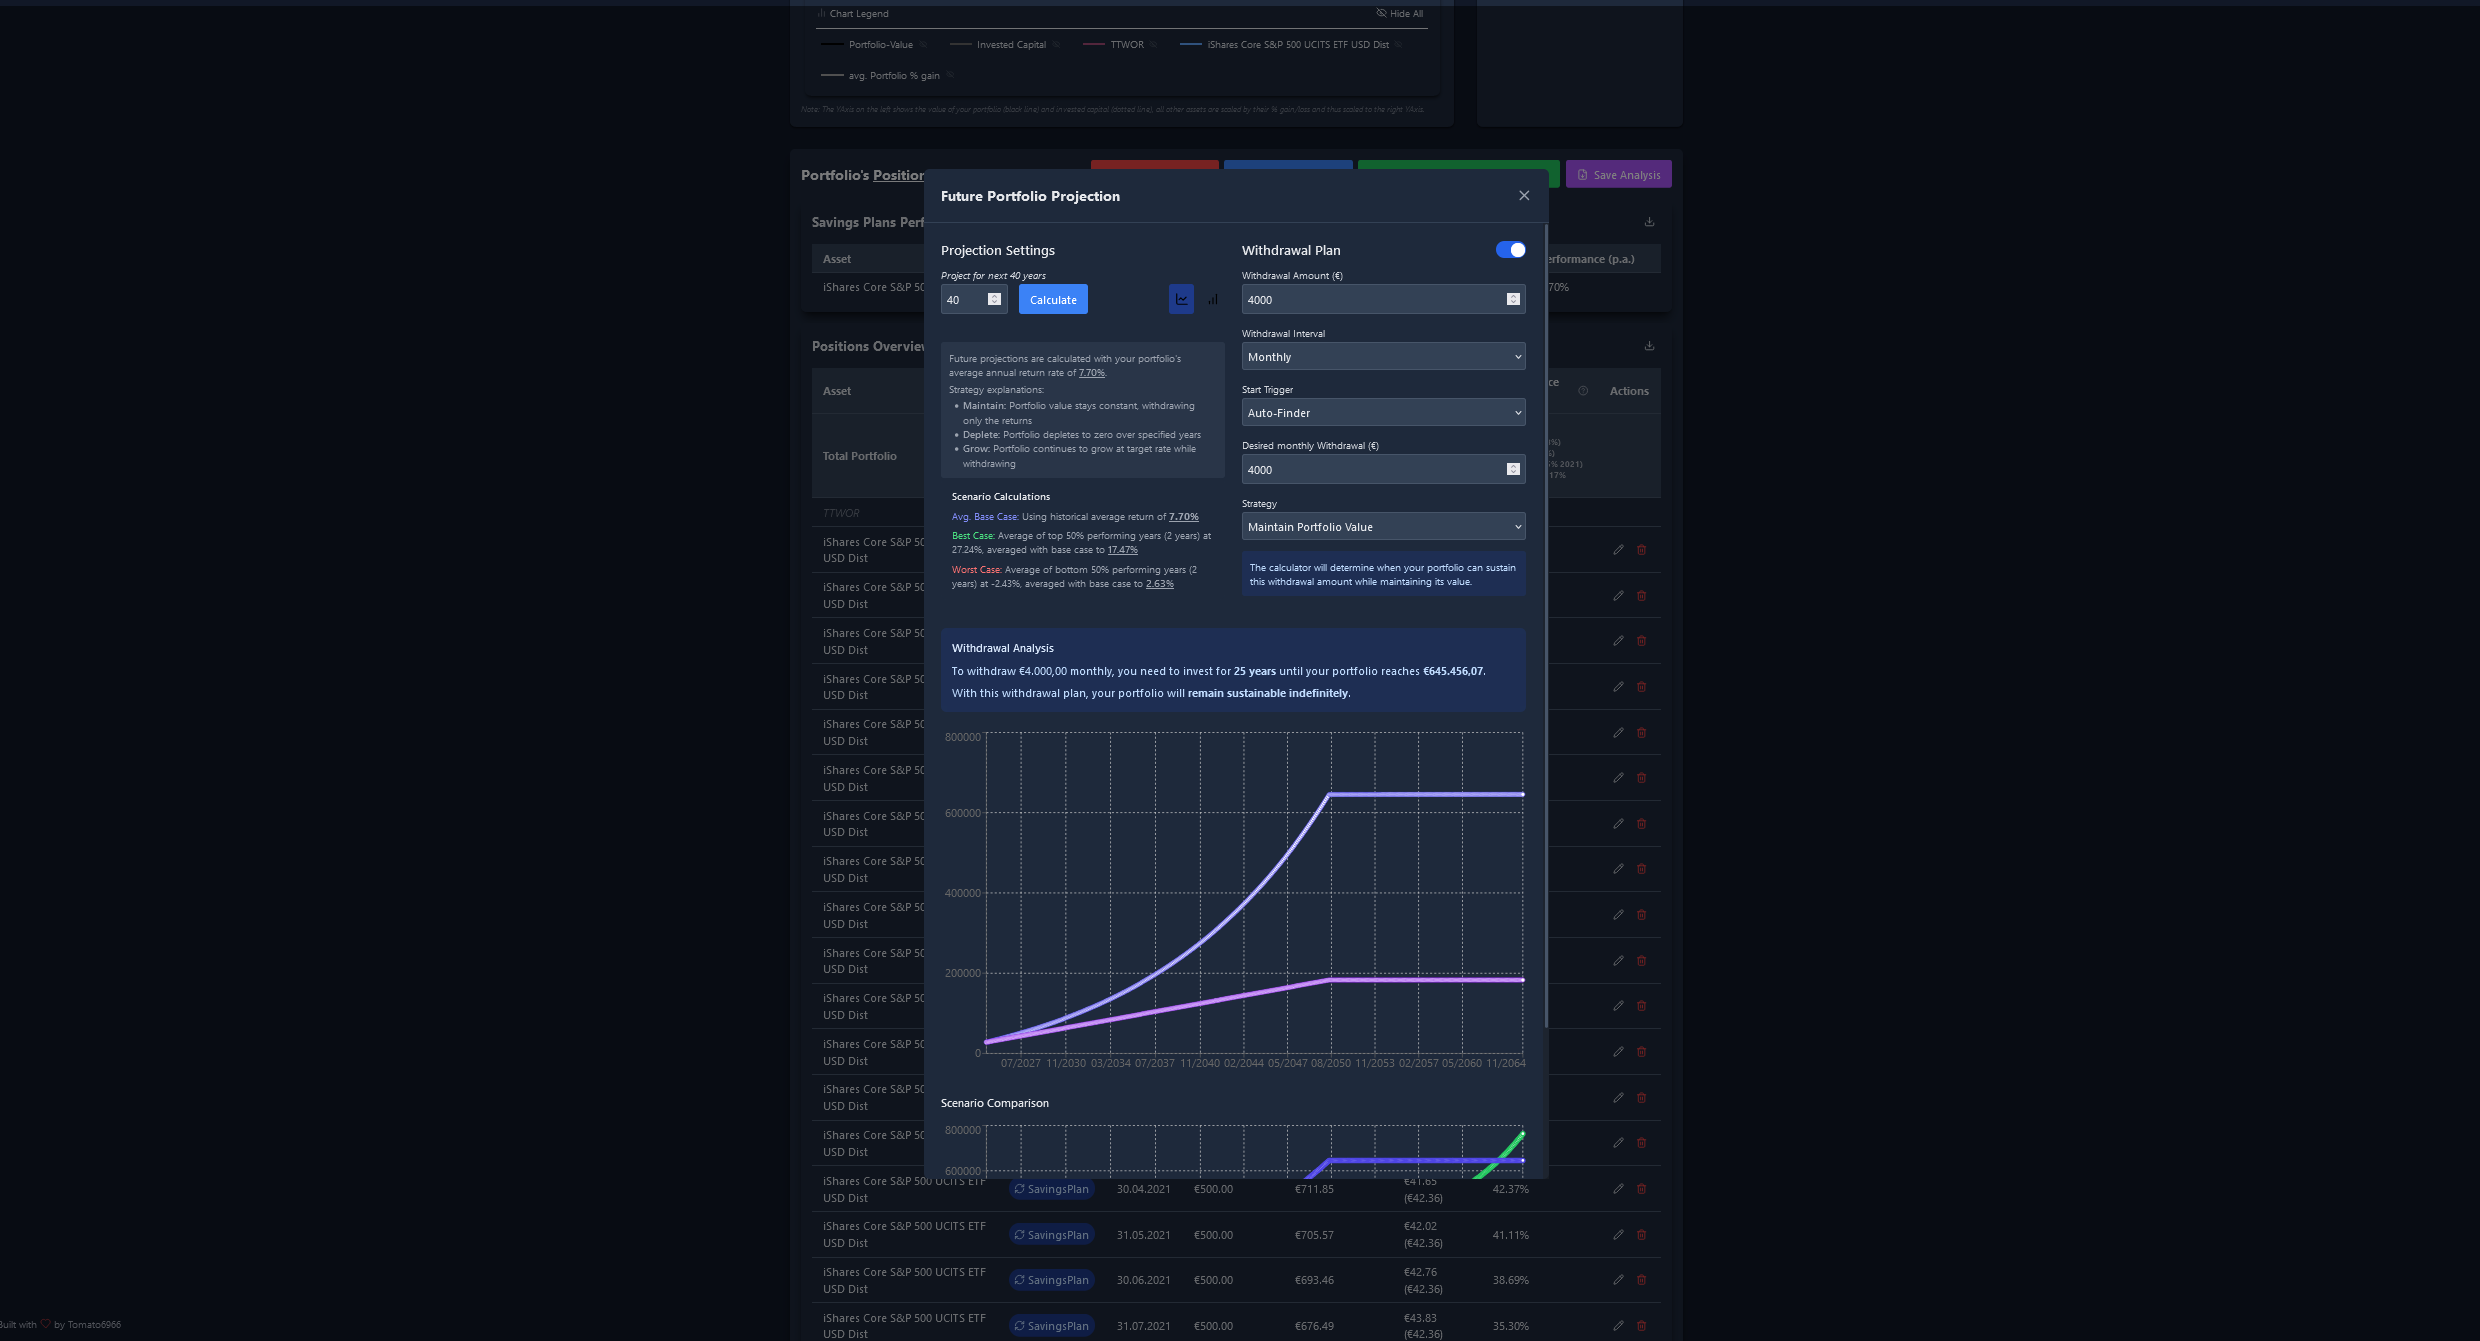 Chart Legend
Hide All
Portfolio-Value
Invested Capital
TTWOR
iShares Core S&P 500 UCITS ETF USD Dist
avg. Portfolio % gain
Note: The YAxis on the left shows the value of your portfolio (black line) and invested capital (dotted line), all other assets are scaled by their % gain/loss and thus scaled to the right YAxis.
Portfolio's Position
Save Analysis
Savings Plans Perf
Asset
erformance (p.a.)
iShares Core S&P 50
70%
Positions Overview
Asset
ce
Actions
Total Portfolio
% 2021)
17%
TTWOR
iShares Core S&P 50
USD Dist
iShares Core S&P 50
USD Dist
iShares Core S&P 50
USD Dist
iShares Core S&P 50
USD Dist
iShares Core S&P 50
USD Dist
iShares Core S&P 50
USD Dist
iShares Core S&P 50
USD Dist
iShares Core S&P 50
USD Dist
iShares Core S&P 50
USD Dist
iShares Core S&P 50
USD Dist
iShares Core S&P 50
USD Dist
iShares Core S&P 50
USD Dist
iShares Core S&P 50
USD Dist
iShares Core S&P 50
USD Dist
Future Portfolio Projection
Projection Settings
Project for next 40 years
40
Calculate
Future projections are calculated with your portfolio's
average annual return rate of 7.70%.
Strategy explanations:
• Maintain: Portfolio value stays constant, withdrawing
only the returns
• Deplete: Portfolio depletes to zero over specified years
• Grow: Portfolio continues to grow at target rate while
withdrawing
Scenario Calculations
Avg. Base Case: Using historical average return of 7.70%
Best Case: Average of top 50% performing years (2 years) at
27.24%, averaged with base case to 17.47%
Worst Case: Average of bottom 50% performing years (2
years) at -2.43%, averaged with base case to 2.63%
Withdrawal Plan
Withdrawal Amount (€)
4000
Withdrawal Interval
Monthly
Start Trigger
Auto-Finder
Desired monthly Withdrawal (€)
4000
Strategy
Maintain Portfolio Value
The calculator will determine when your portfolio can sustain
this withdrawal amount while maintaining its value.
Withdrawal Analysis
To withdraw €4.000,00 monthly, you need to invest for 25 years until your portfolio reaches €645.456,07.
With this withdrawal plan, your portfolio will remain sustainable indefinitely.
800000
600000
400000
200000
0
07/2027 11/2030 03/2034 07/2037 11/2040 02/2044 05/2047 08/2050 11/2053 02/2057 05/2060 11/2064
Scenario Comparison
800000
600000
iShares Core S&P 500 UCITS ETF
USD Dist
SavingsPlan
30.04.2021
€500.00
€711.85
€41.65
(€42.36)
42.37%
iShares Core S&P 500 UCITS ETF
USD Dist
SavingsPlan
31.05.2021
€500.00
€705.57
€42.02
(€42.36)
41.11%
iShares Core S&P 500 UCITS ETF
USD Dist
SavingsPlan
30.06.2021
€500.00
€693.46
€42.76
(€42.36)
38.69%
iShares Core S&P 500 UCITS ETF
USD Dist
SavingsPlan
31.07.2021
€500.00
€676.49
€43.83
(€42.36)
35.30%
Built with ♡ by Tomato6966